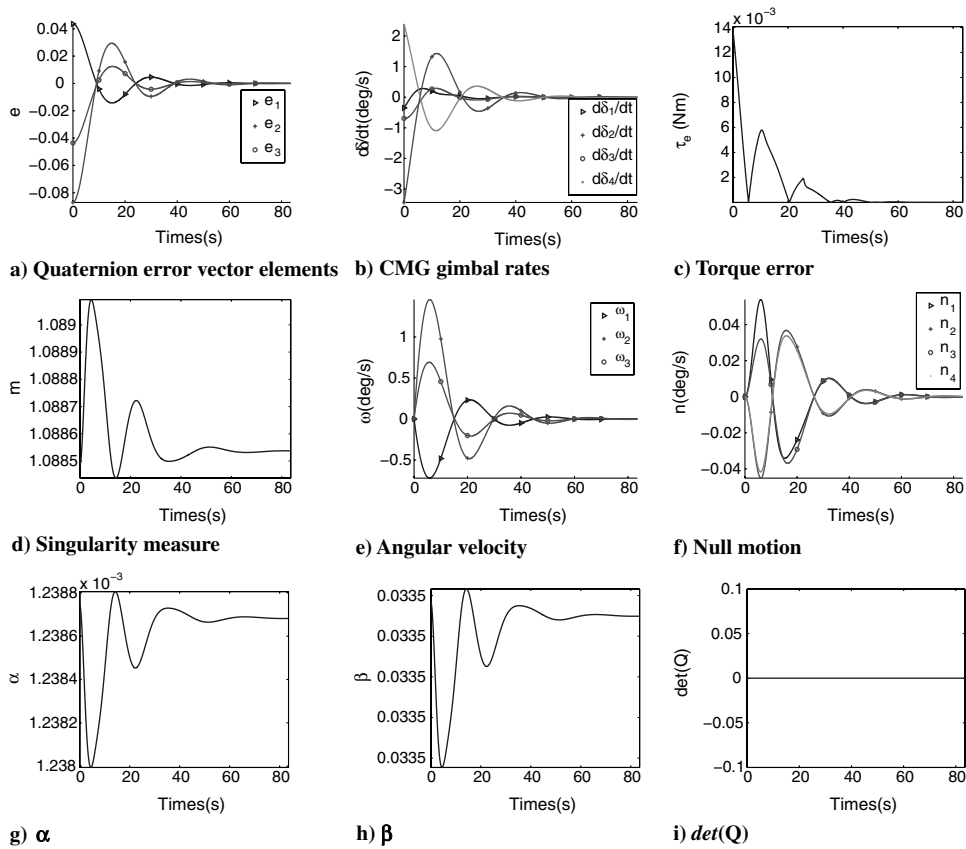 0.04
0.02
0
−0.02
−0.04
−0.06
−0.08
0 20 40 60 80
e
Times(s)
e1
e2
e3
a) Quaternion error vector elements
2
1
0
−1
−2
−3
0 20 40 60 80
dδ/dt(deg/s)
Times(s)
dδ1/dt
dδ2/dt
dδ3/dt
dδ4/dt
b) CMG gimbal rates
14 x 10−3
12
10
8
6
4
2
0 20 40 60 80
τe (Nm)
Times(s)
c) Torque error
1.089
1.0889
1.0888
1.0887
1.0886
1.0885
0 20 40 60 80
m
Times(s)
d) Singularity measure
1
0.5
0
−0.5
0 20 40 60 80
ω(deg/s)
Times(s)
ω1
ω2
ω3
e) Angular velocity
0.04
0.02
0
−0.02
−0.04
0 20 40 60 80
n(deg/s)
Times(s)
n1
n2
n3
n4
f) Null motion
1.2388 x 10−3
1.2386
1.2384
1.2382
1.238
0 20 40 60 80
α
Times(s)
g) α
0.0335
0.0335
0.0335
0.0335
0.0335
0 20 40 60 80
β
Times(s)
h) β
0.1
0.05
0
−0.05
−0.1
0 20 40 60 80
det(Q)
Times(s)
i) det(Q)